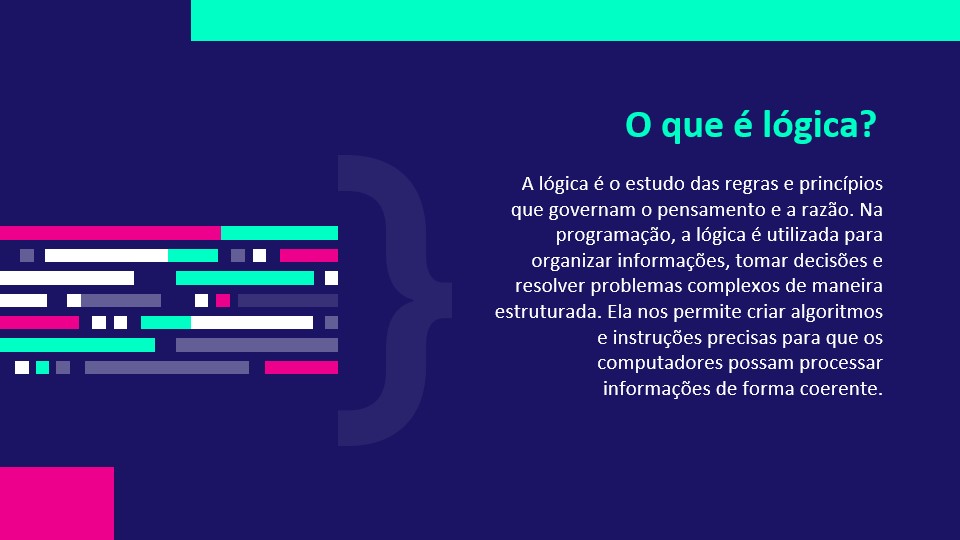 O que é lógica?
A lógica é o estudo das regras e princípios
que governam o pensamento e a razão. Na
programação, a lógica é utilizada para
organizar informações, tomar decisões e
resolver problemas complexos de maneira
estruturada. Ela nos permite criar algoritmos
e instruções precisas para que os
computadores possam processar
informações de forma coerente.
}